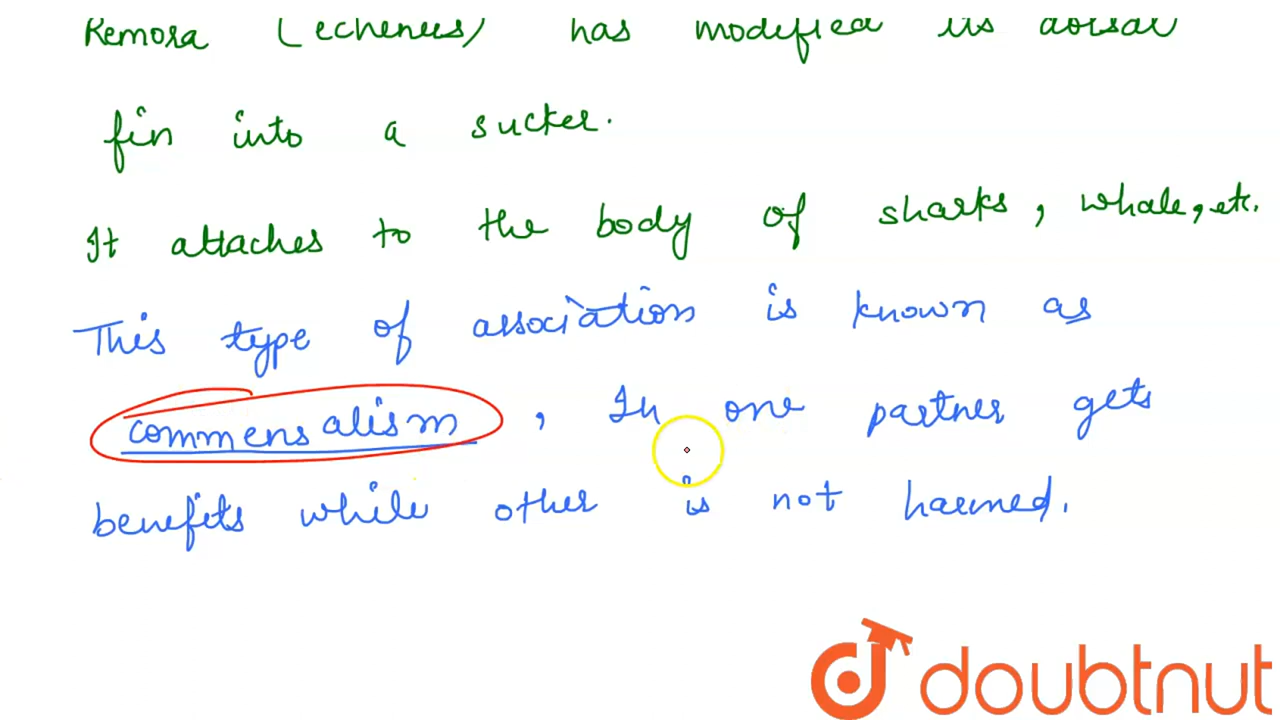 Remora (echeneis) has modified its dorsal
fin into a sucker.
It attaches to the body of sharks, whale, etc.
This type of association is known as
commensalism, In one partner gets
benefits while other is not harmed.
doubtnut